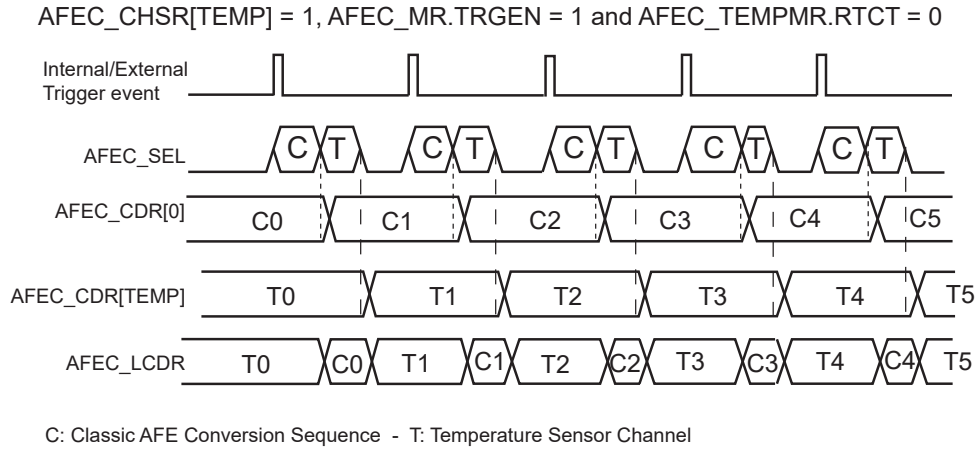 AFEC_CHSR[TEMP] = 1, AFEC_MR.TRGEN = 1 and AFEC_TEMPMR.RTCT = 0
Internal/External
Trigger event
AFEC_SEL C T C T C T C T C T
AFEC_CDR[0] C0 C1 C2 C3 C4 C5
AFEC_CDR[TEMP] T0 T1 T2 T3 T4 T5
AFEC_LCDR T0 C0 T1 C1 T2 C2 T3 C3 T4 C4 T5
C: Classic AFE Conversion Sequence - T: Temperature Sensor Channel